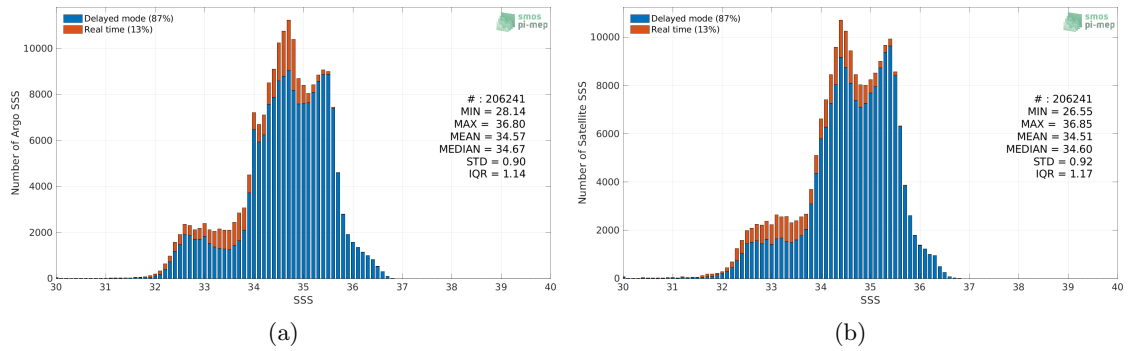 Delayed mode (87%)
Real time (13%)
smos
pi-mep
Number of Argo SSS
10000
8000
6000
4000
2000
0
# : 206241
MIN = 28.14
MAX = 36.80
MEAN = 34.57
MEDIAN = 34.67
STD = 0.90
IQR = 1.14
30 31 32 33 34 35 36 37 38 39 40
SSS
(a)
Delayed mode (87%)
Real time (13%)
smos
pi-mep
Number of Satellite SSS
10000
8000
6000
4000
2000
0
# : 206241
MIN = 26.55
MAX = 36.85
MEAN = 34.51
MEDIAN = 34.60
STD = 0.92
IQR = 1.17
30 31 32 33 34 35 36 37 38 39 40
SSS
(b)